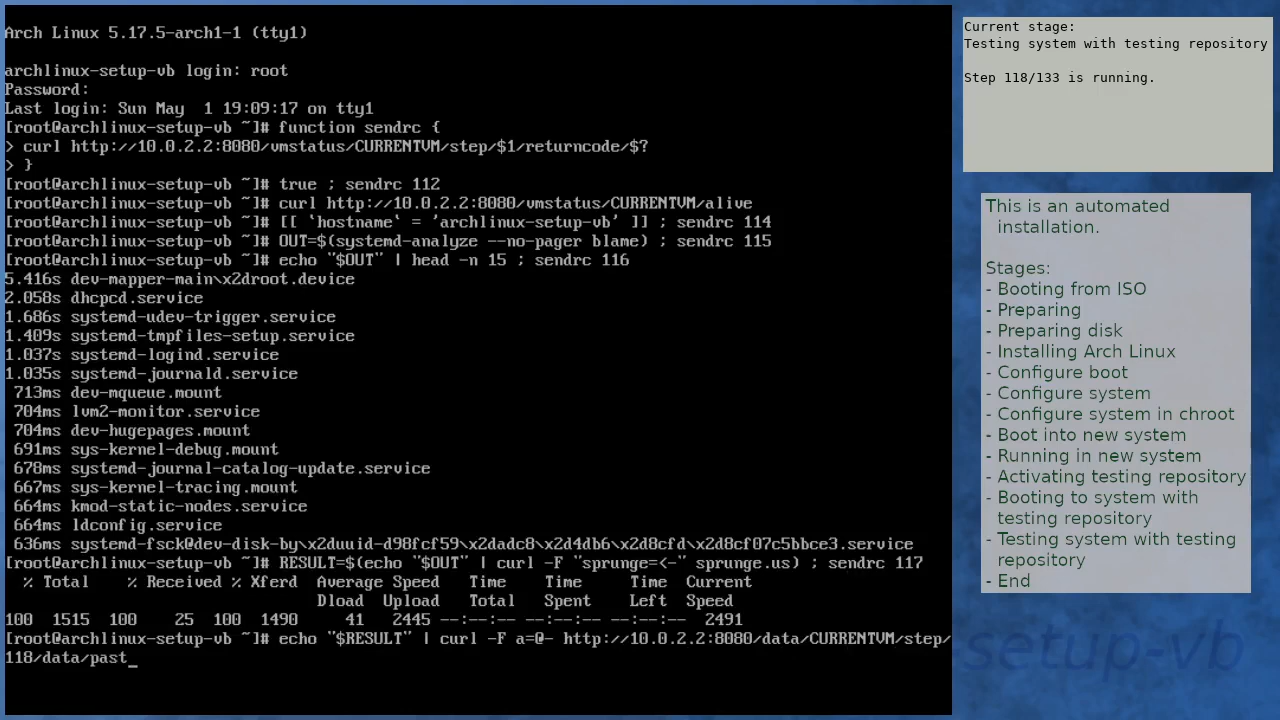 Arch Linux 5.17.5-arch1-1 (tty1)
archlinux-setup-vb login: root
Password:
Last login: Sun May  1 19:09:17 on tty1
[root@archlinux-setup-vb ~]# function sendrc {
> curl http://10.0.2.2:8080/vmstatus/CURRENTVM/step/$1/returncode/$?
> }
[root@archlinux-setup-vb ~]# true ; sendrc 112
[root@archlinux-setup-vb ~]# curl http://10.0.2.2:8080/vmstatus/CURRENTVM/alive
[root@archlinux-setup-vb ~]# [[ `hostname` = 'archlinux-setup-vb' ]] ; sendrc 114
[root@archlinux-setup-vb ~]# OUT=$(systemd-analyze --no-pager blame) ; sendrc 115
[root@archlinux-setup-vb ~]# echo "$OUT" | head -n 15 ; sendrc 116
5.416s dev-mapper-main\x2droot.device
2.058s dhcpcd.service
1.686s systemd-udev-trigger.service
1.409s systemd-tmpfiles-setup.service
1.037s systemd-logind.service
1.035s systemd-journald.service
 713ms dev-mqueue.mount
 704ms lvm2-monitor.service
 704ms dev-hugepages.mount
 691ms sys-kernel-debug.mount
 678ms systemd-journal-catalog-update.service
 667ms sys-kernel-tracing.mount
 664ms kmod-static-nodes.service
 664ms ldconfig.service
 636ms systemd-fsck@dev-disk-by\x2duuid-d98fcf59\x2dadc8\x2d4db6\x2d8cfd\x2d8cf07c5bbce3.service
[root@archlinux-setup-vb ~]# RESULT=$(echo "$OUT" | curl -F "sprunge=<-" sprunge.us) ; sendrc 117
  % Total    % Received % Xferd  Average Speed   Time    Time     Time  Current
                                 Dload  Upload   Total   Spent    Left  Speed
100  1515  100    25  100  1490     41   2445 --:--:-- --:--:-- --:--:--  2491
[root@archlinux-setup-vb ~]# echo "$RESULT" | curl -F a=@- http://10.0.2.2:8080/data/CURRENTVM/step/
118/data/past_
Current stage:
Testing system with testing repository
Step 118/133 is running.
This is an automated
installation.
Stages:
- Booting from ISO
- Preparing
- Preparing disk
- Installing Arch Linux
- Configure boot
- Configure system
- Configure system in chroot
- Boot into new system
- Running in new system
- Activating testing repository
- Booting to system with
testing repository
- Testing system with testing
repository
- End
setup-vb